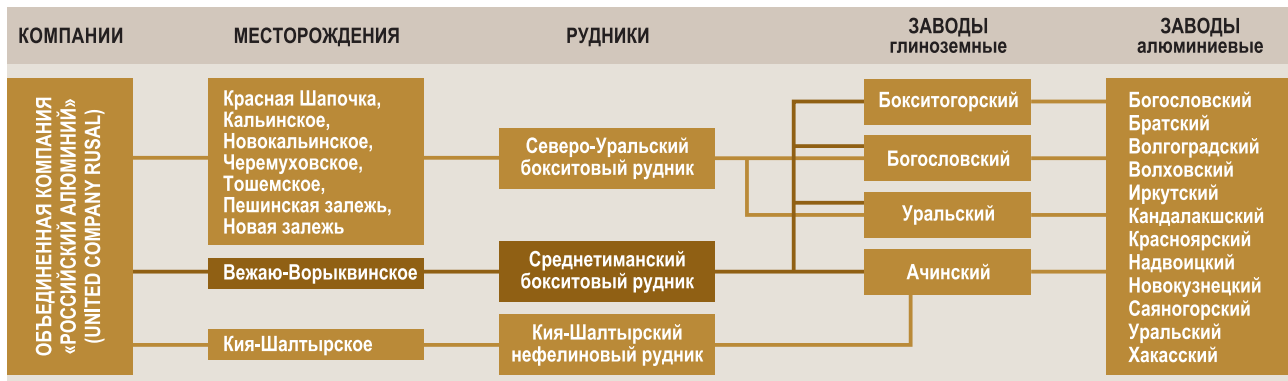 КОМПАНИИ
МЕСТОРОЖДЕНИЯ
РУДНИКИ
ЗАВОДЫ
глиноземные
ЗАВОДЫ
алюминиевые
ОБЪЕДИНЕННАЯ КОМПАНИЯ
«РОССИЙСКИЙ АЛЮМИНИЙ»
(UNITED COMPANY RUSAL)
Красная Шапочка,
Кальинское,
Новокальинское,
Черемуховское,
Тошемское,
Пешинская залежь,
Новая залежь
Вежаю-Ворыквинское
Кия-Шалтырское
Северо-Уральский
бокситовый рудник
Среднетиманский
бокситовый рудник
Кия-Шалтырский
нефелиновый рудник
Бокситогорский
Богословский
Уральский
Ачинский
Богословский
Братский
Волгоградский
Волховский
Иркутский
Кандалакшский
Красноярский
Надвоицкий
Новокузнецкий
Саяногорский
Уральский
Хакасский